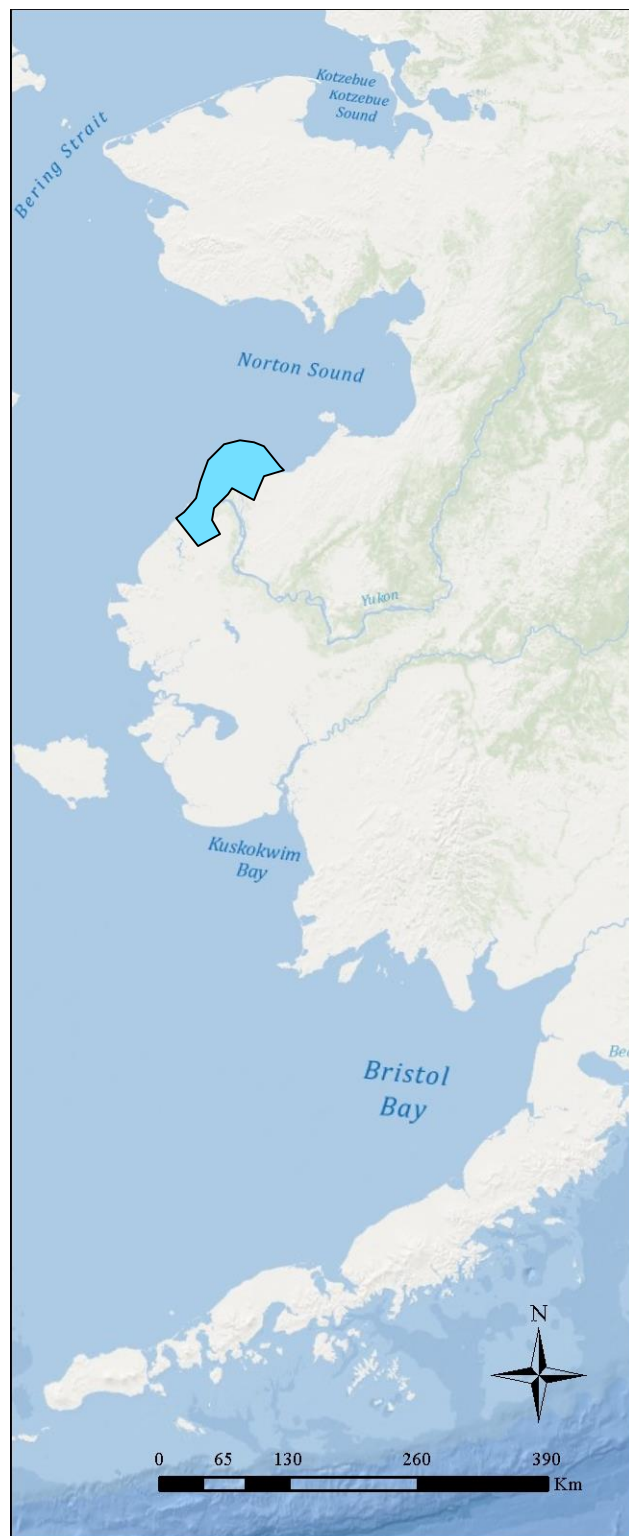 Kotzebue
Kotzebue
Sound
Bering Strait
Norton Sound
Yukon
Kuskokwim
Bay
Bristol
Bay
N
0 65 130 260 390
Km